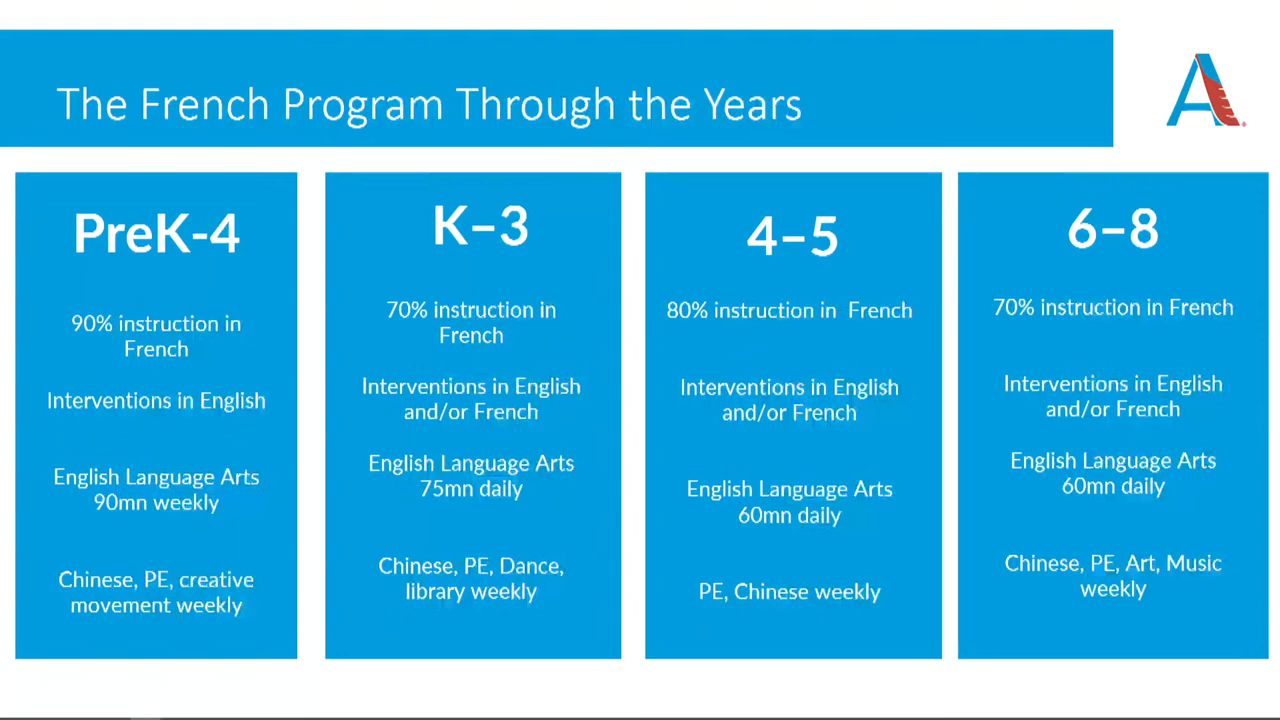 The French Program Through the Years
A
PreK-4
90% instruction in
French
Interventions in English
English Language Arts
90mn weekly
Chinese, PE, creative
movement weekly
K–3
70% instruction in
French
Interventions in English
and/or French
English Language Arts
75mn daily
Chinese, PE, Dance,
library weekly
4–5
80% instruction in  French
Interventions in English
and/or French
English Language Arts
60mn daily
PE, Chinese weekly
6–8
70% instruction in French
Interventions in English
and/or French
English Language Arts
60mn daily
Chinese, PE, Art, Music
weekly